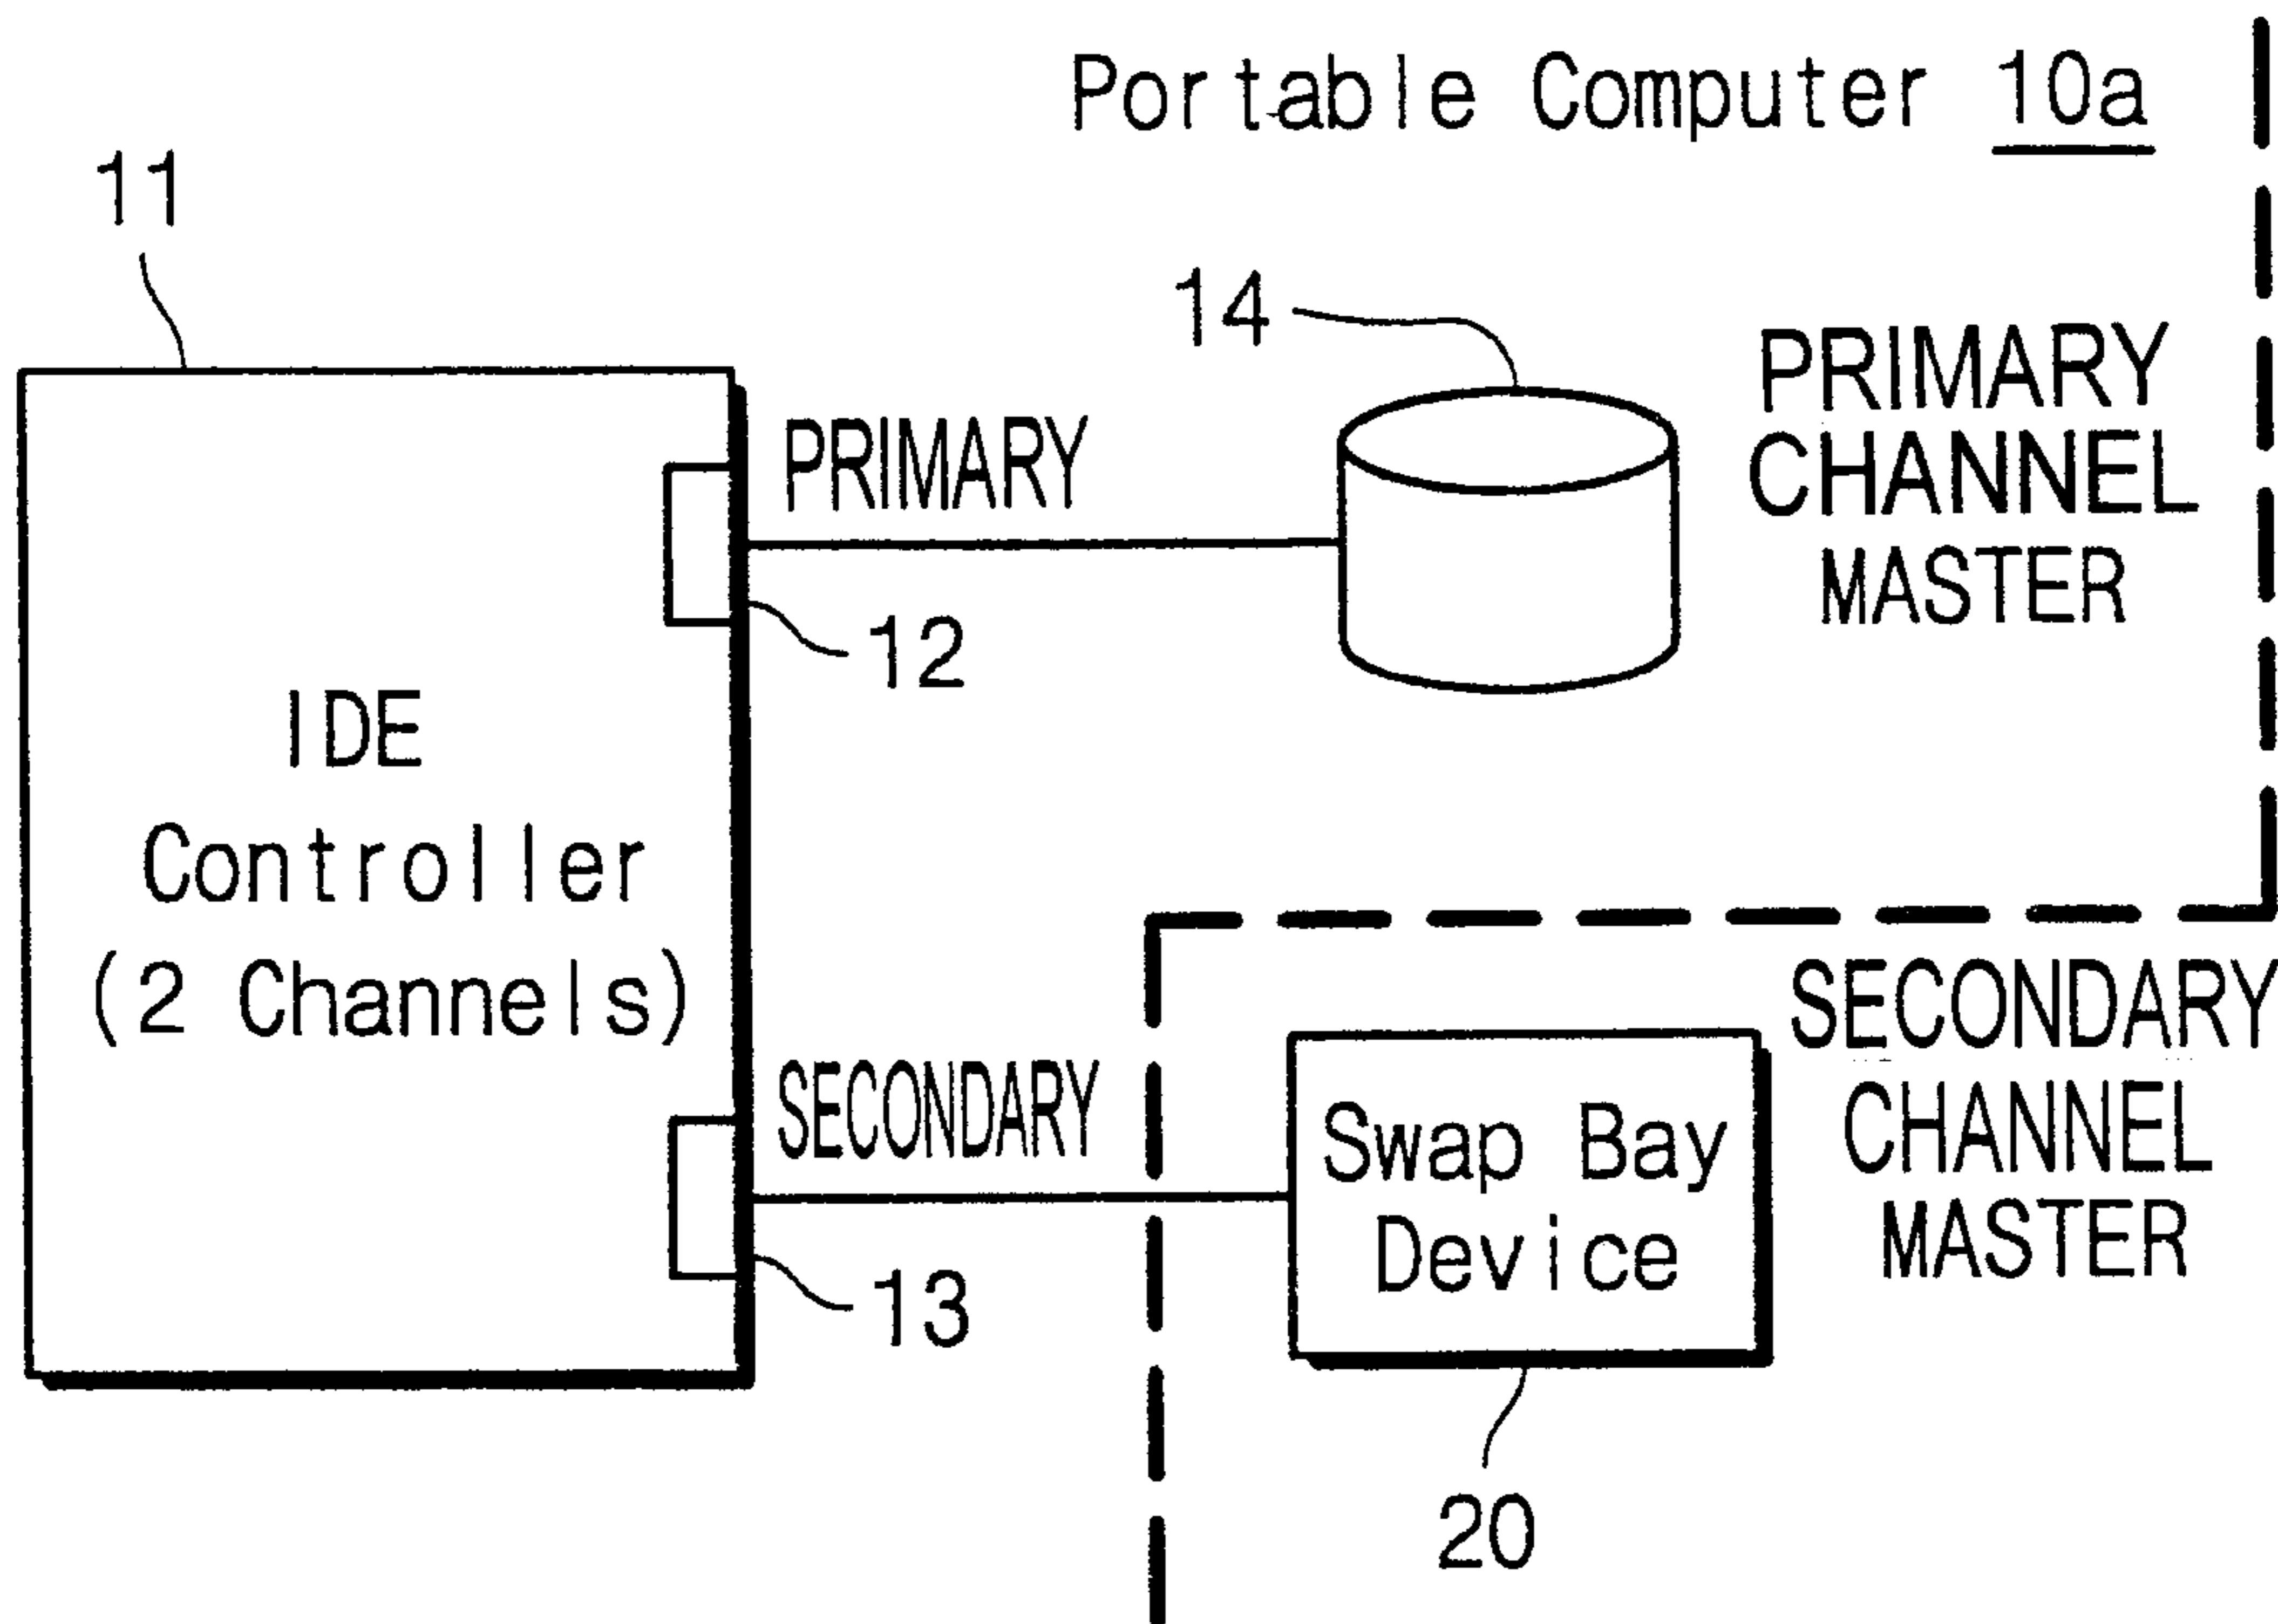 Portable Computer 10a
11
14
PRIMARY
CHANNEL
MASTER
PRIMARY
12
IDE
Controller
(2 Channels)
SECONDARY
CHANNEL
MASTER
SECONDARY
Swap Bay
Device
13
20